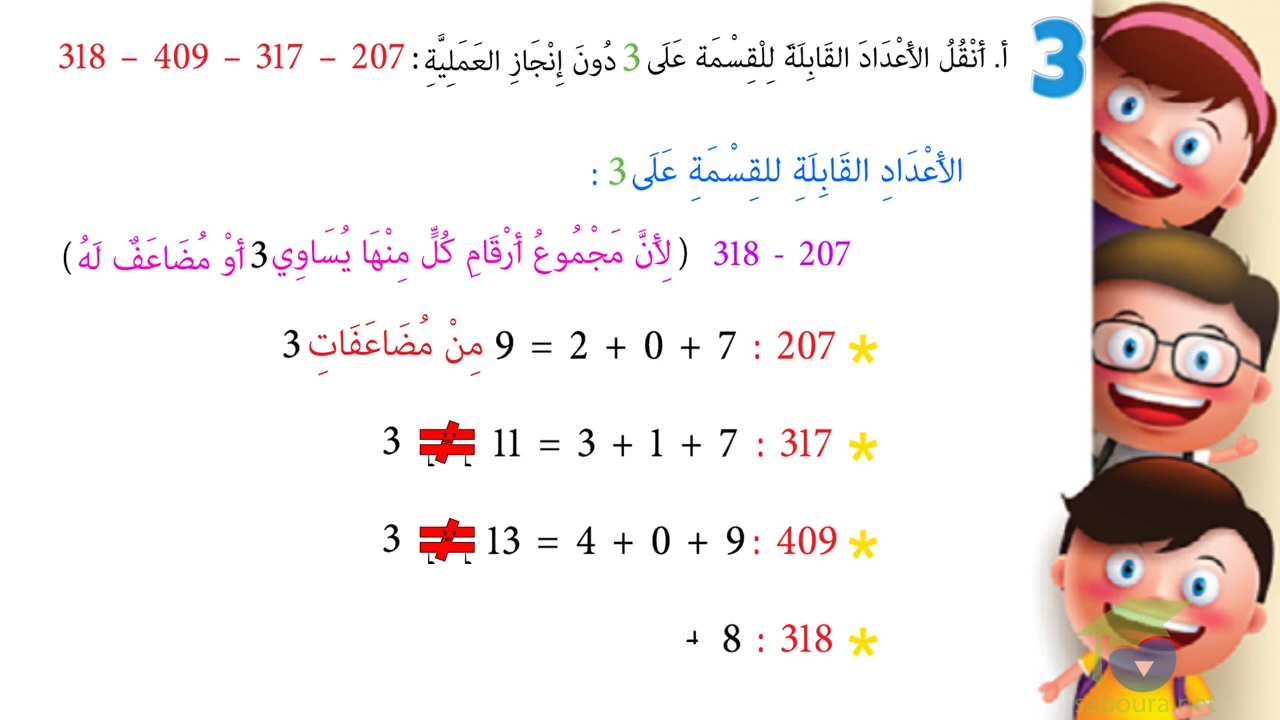 3
أ. أَنْقُلُ الأَعْدَادَ القَابِلَةَ لِلْقِسْمَة عَلَى 3 دُونَ إِنْجَازِ العَمَلِيَّةِ : 207 – 317 – 409 – 318
الأَعْدَادِ القَابِلَةِ للقِسْمَةِ عَلَى 3 :
318 - 207 ( لِأَنَّ مَجْمُوعُ أَرْقَامِ كُلٍّ مِنْهَا يُسَاوِي 3 أَوْ مُضَاعَفٌ لَهُ )
* 207 : 7 + 0 + 2 = 9 مِنْ مُضَاعَفَاتِ 3
* 317 : 7 + 1 + 3 = 11 ≠ 3
* 409 : 9 + 0 + 4 = 13 ≠ 3
* 318 : 8 +
saboura.net